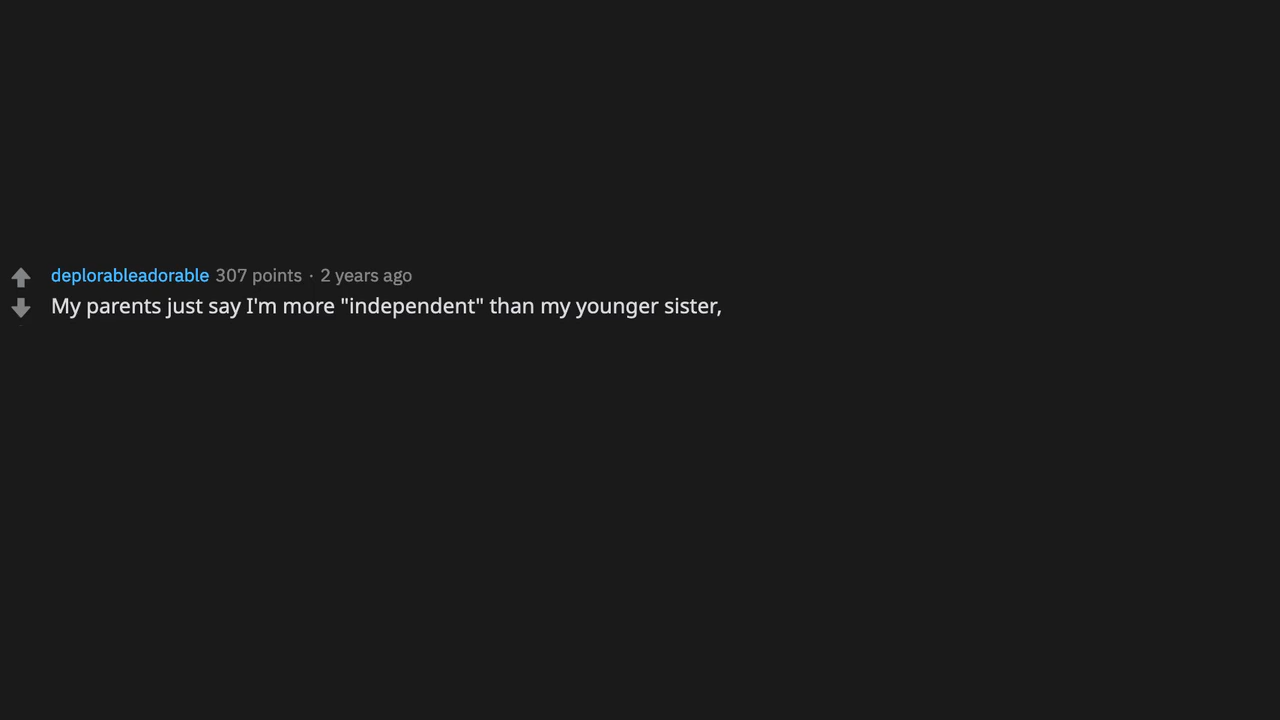 deplorableadorable 307 points · 2 years ago
My parents just say I'm more "independent" than my younger sister,